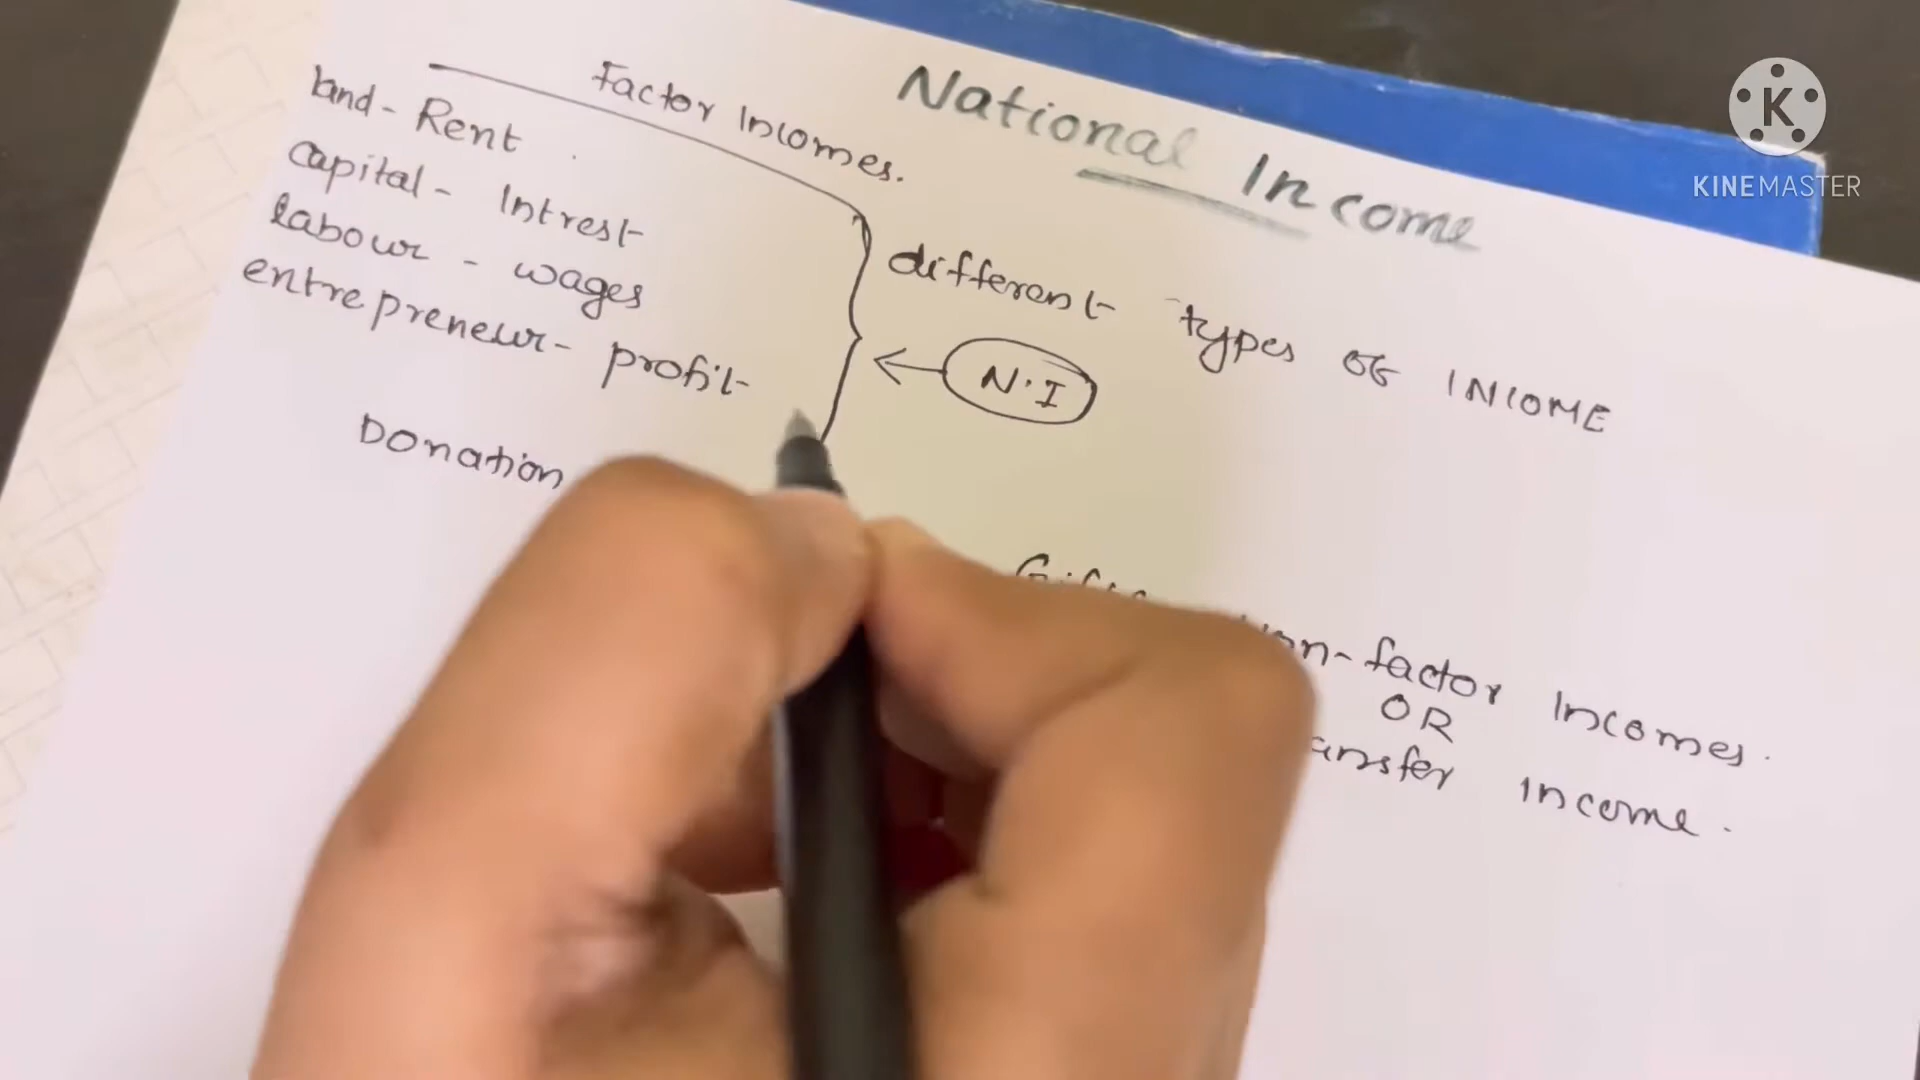 National Income
Factor Incomes.
land - Rent
Capital - Intrest
labour - wages
entrepreneur - profit
different types of INCOME
N.I
Donation
factor Incomes.
OR
income.
K
KINEMASTER